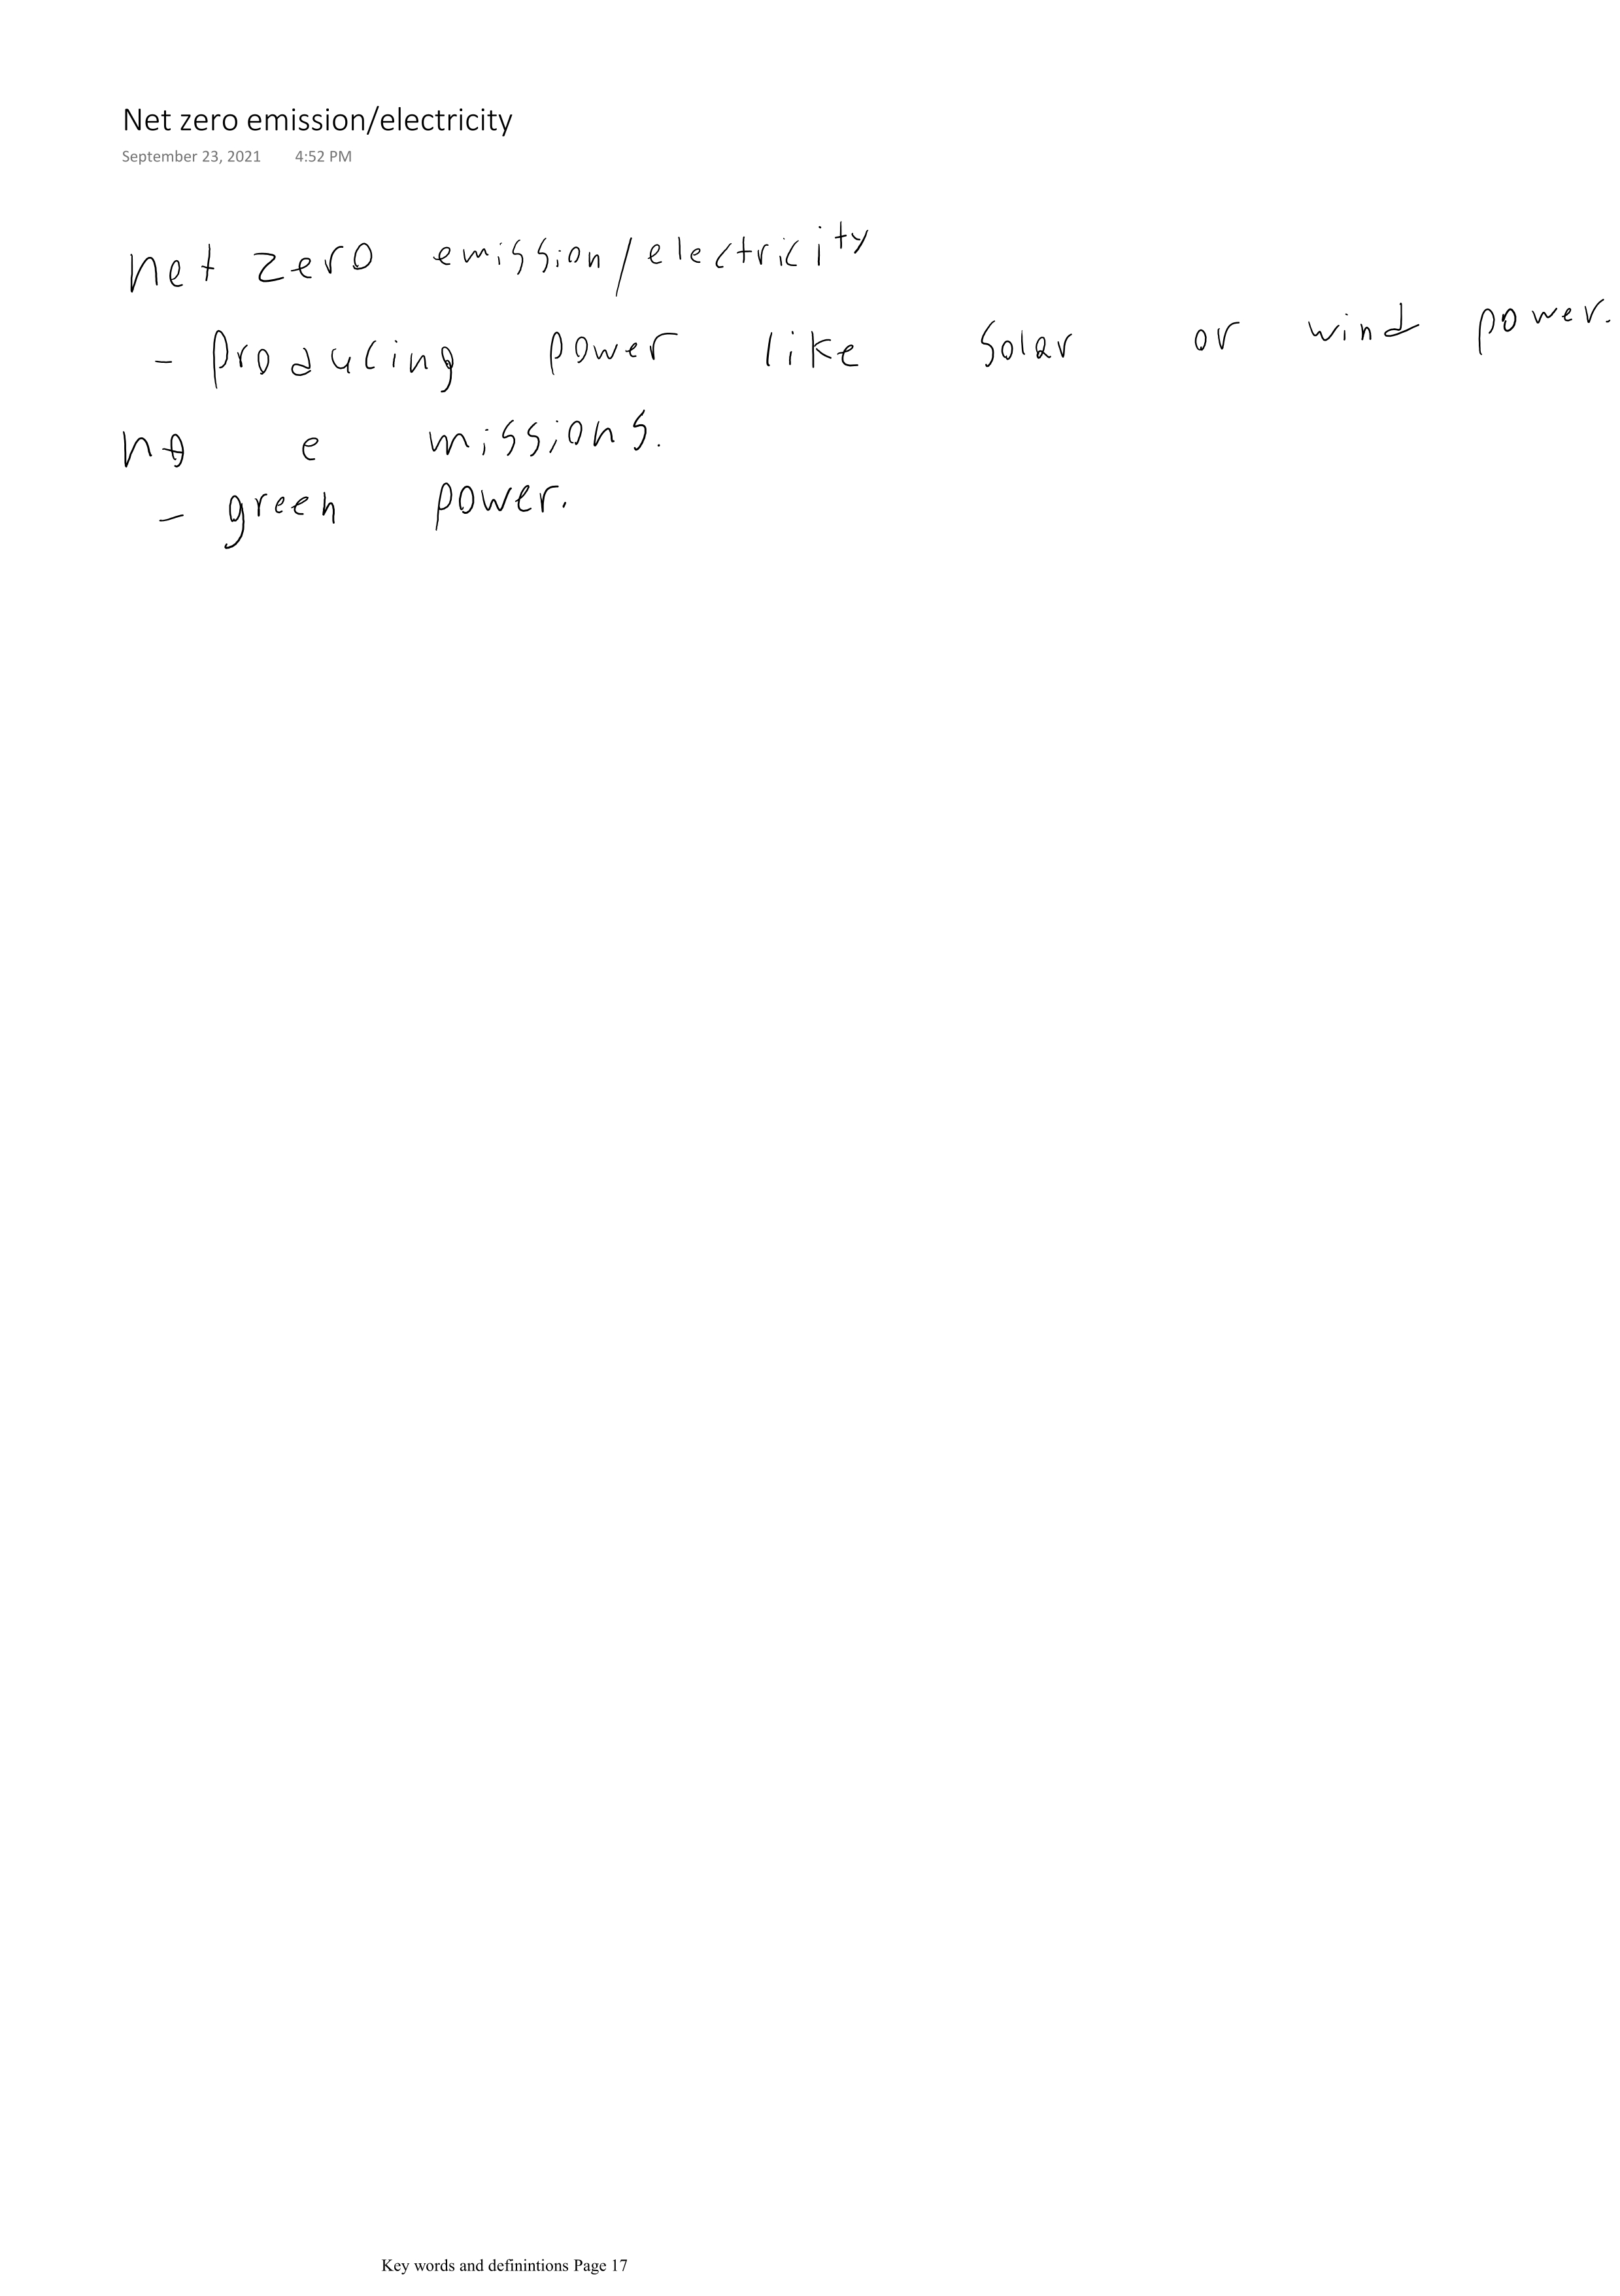 Net zero emission/electricity
September 23, 2021 4:52 PM
net zero emission/electricity
- Producing power like solar or wind power.
no emissions.
- green power.
Key words and definintions Page 17